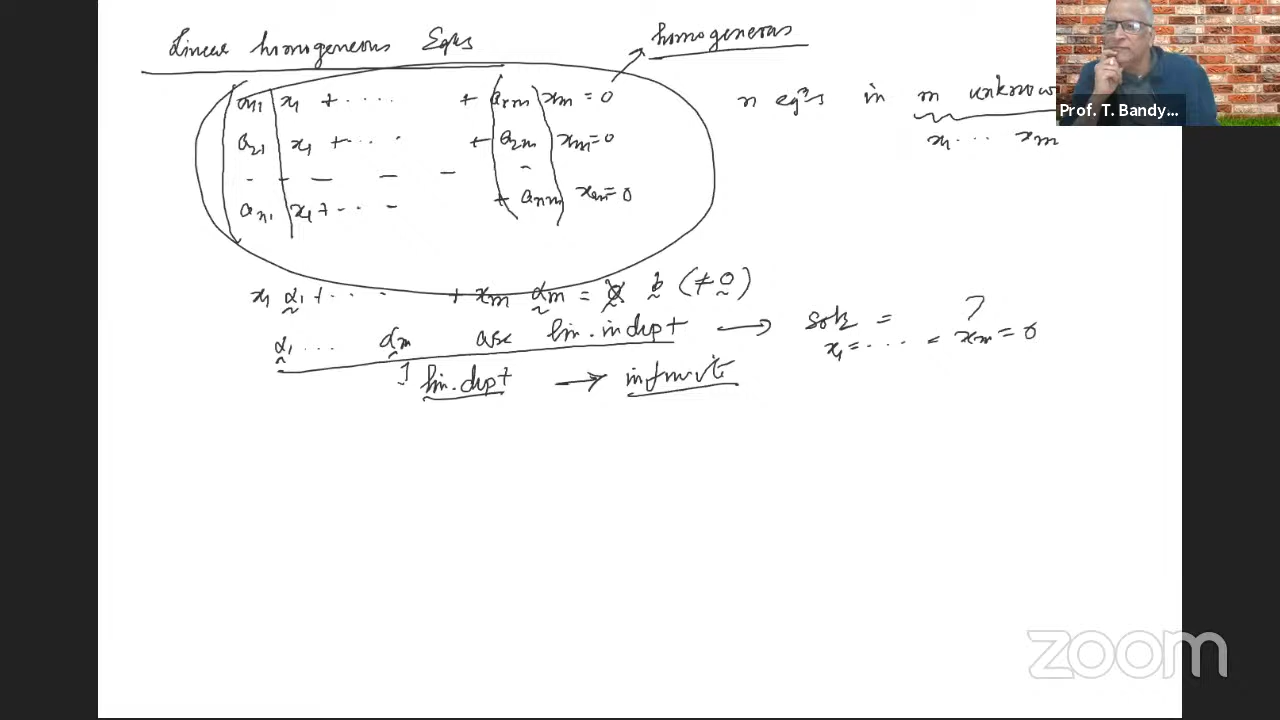 Linear homogeneous Eqs
homogeneous
a11 x1 + .... + a1m xm = 0
n eqns in m unknow
Prof. T. Bandy...
a21 x1 + ... . + a2m xm = 0
x1 ... xm
- - - - - -
an1 x1 + .. - + anm xm = 0
x1 α1 + ... . + xm αm = b (≠ 0)
α1 ... αm are lin. indpt → soln = ?
x1 = .... = xm = 0
lin. dept → infinite
zoom